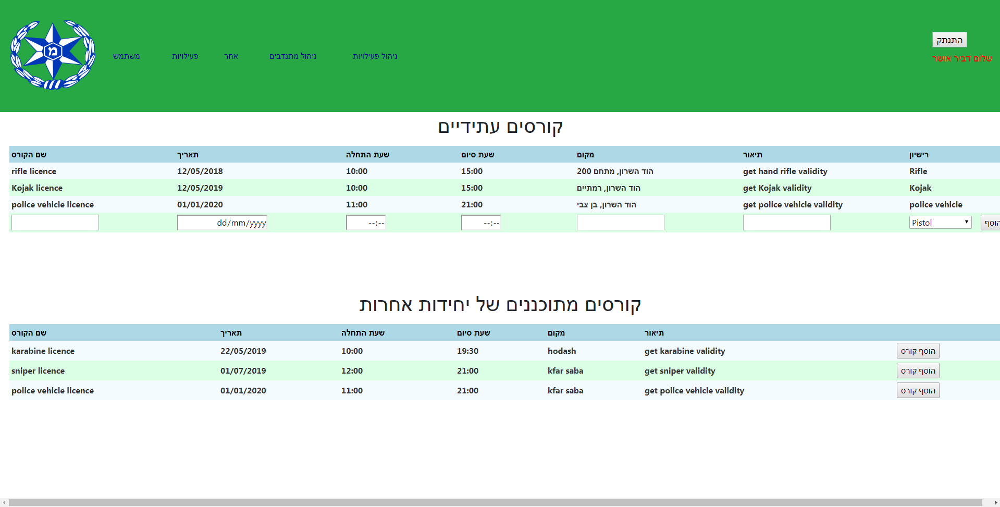 התנתק
שלום דביר אושר
מ
משתמש פעילויות אחר ניהול מתנדבים ניהול פעילויות
קורסים עתידיים
שם הקורס תאריך שעת התחלה שעת סיום מקום תיאור רישיון
rifle licence 12/05/2018 10:00 15:00 הוד השרון, מתחם 200 get hand rifle validity Rifle
Kojak licence 12/05/2019 10:00 15:00 הוד השרון, רמתיים get Kojak validity Kojak
police vehicle licence 01/01/2020 11:00 21:00 הוד השרון, בן צבי get police vehicle validity police vehicle
dd/mm/yyyy --:-- --:-- Pistol הוסף
קורסים מתוכננים של יחידות אחרות
שם הקורס תאריך שעת התחלה שעת סיום מקום תיאור
karabine licence 22/05/2019 10:00 19:30 hodash get karabine validity הוסף קורס
sniper licence 01/07/2019 12:00 21:00 kfar saba get sniper validity הוסף קורס
police vehicle licence 01/01/2020 11:00 21:00 kfar saba get police vehicle validity הוסף קורס